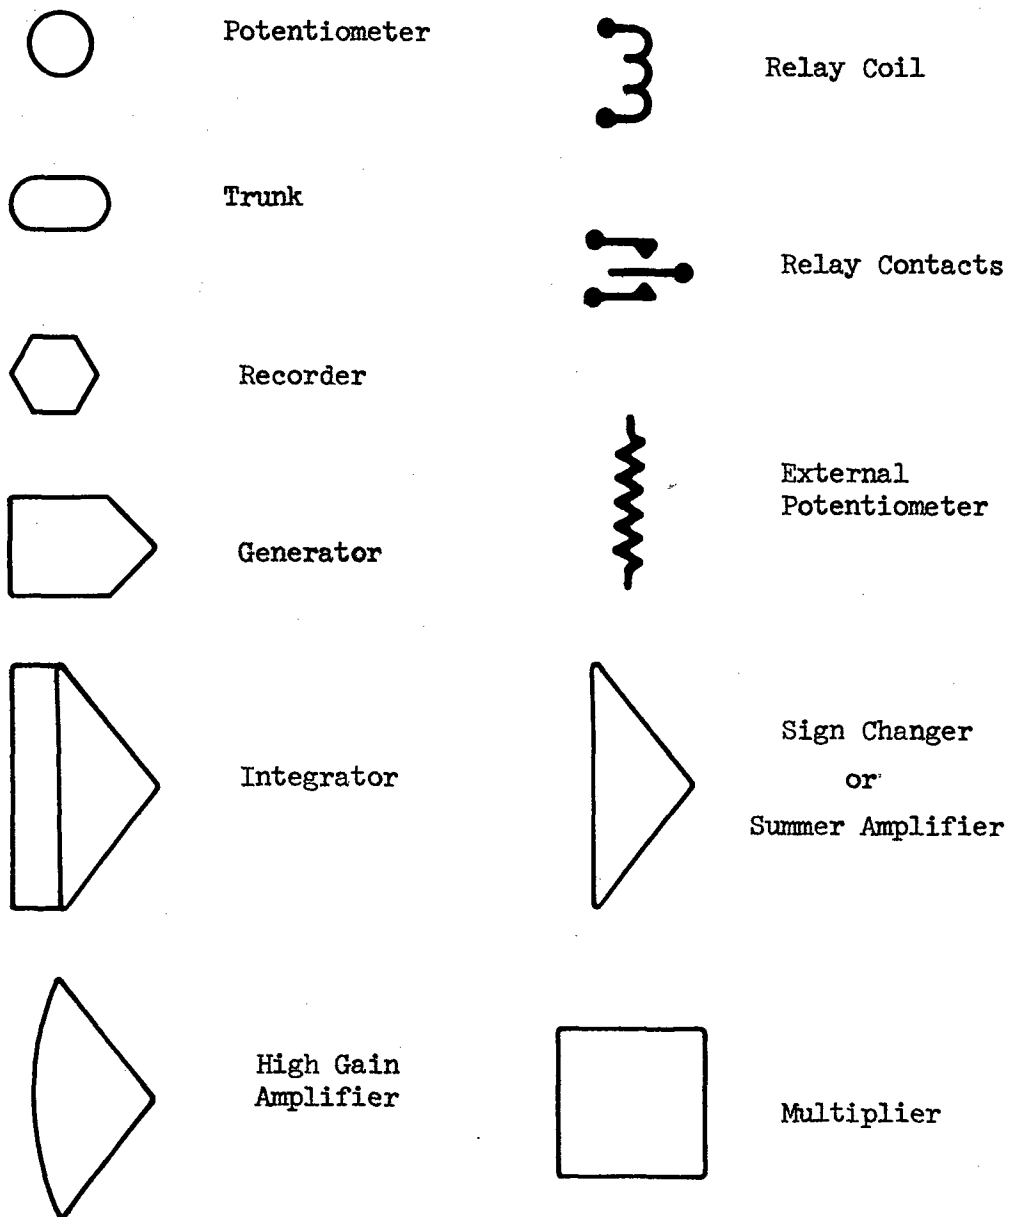 Potentiometer
Relay Coil
Trunk
Relay Contacts
Recorder
External
Potentiometer
Generator
Integrator
Sign Changer
or
Summer Amplifier
High Gain
Amplifier
Multiplier